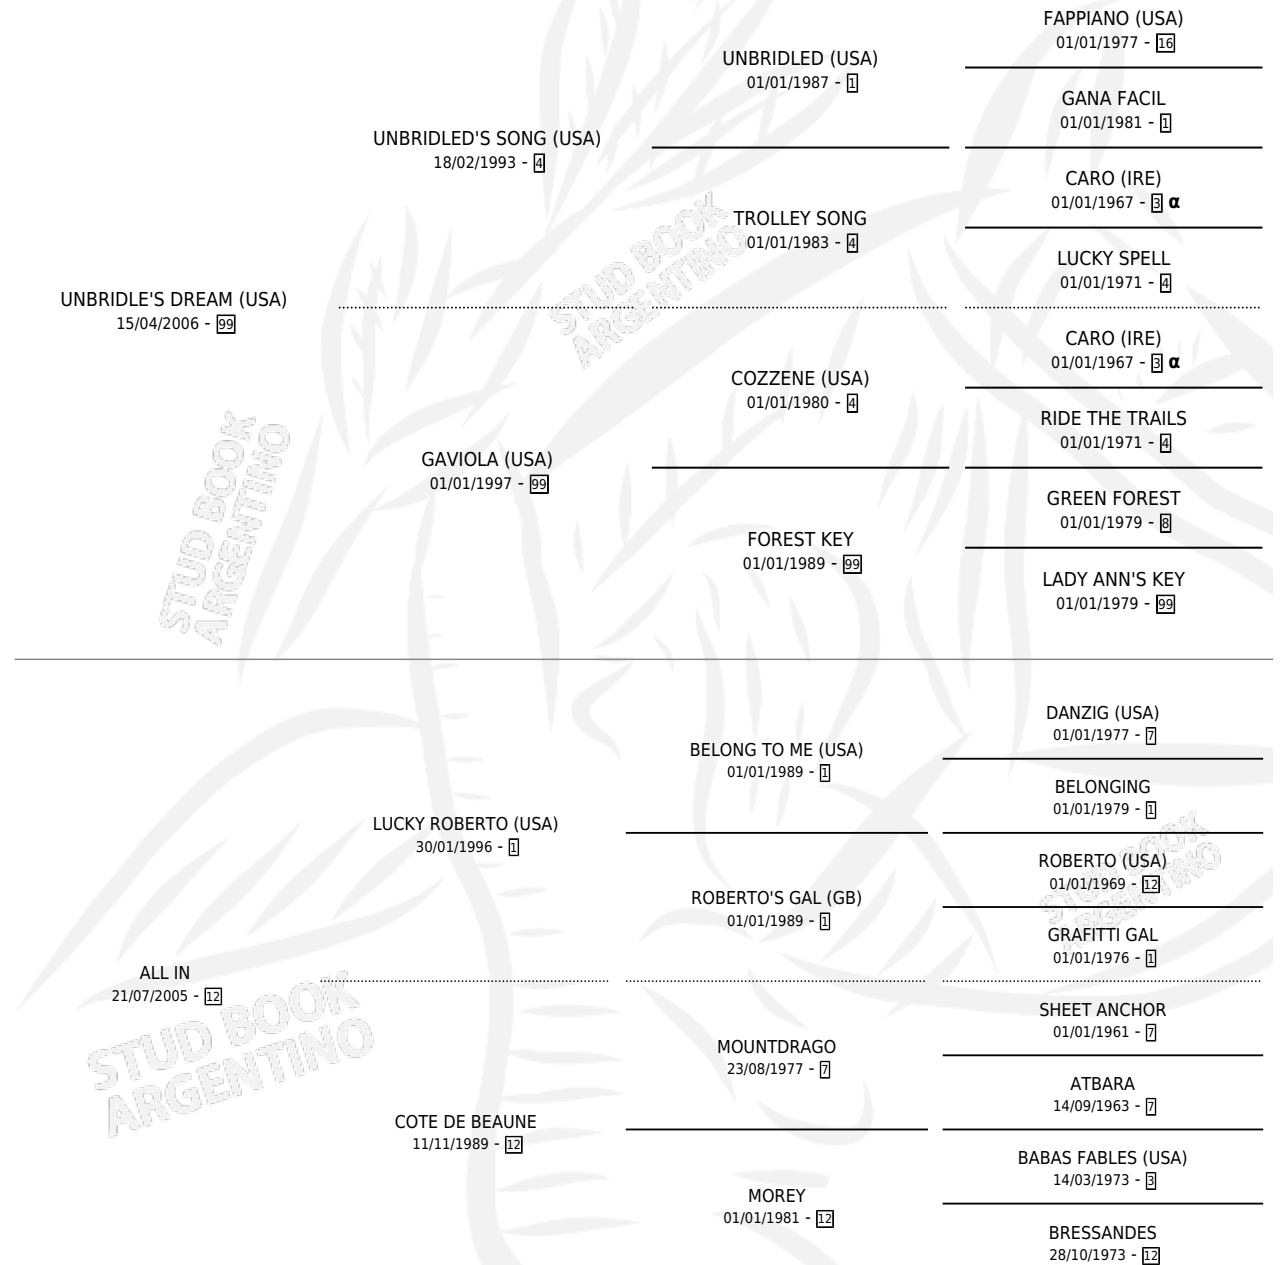 FAPPIANO (USA)
01/01/1977 - 16
UNBRIDLED (USA)
01/01/1987 - 1
GANA FACIL
01/01/1981 - 1
UNBRIDLED'S SONG (USA)
18/02/1993 - 4
CARO (IRE)
01/01/1967 - 3 α
TROLLEY SONG
01/01/1983 - 4
LUCKY SPELL
01/01/1971 - 4
STUD BOOK
ARGENTINO
UNBRIDLE'S DREAM (USA)
15/04/2006 - 99
CARO (IRE)
01/01/1967 - 3 α
COZZENE (USA)
01/01/1980 - 4
RIDE THE TRAILS
01/01/1971 - 4
GAVIOLA (USA)
01/01/1997 - 99
STUD BOOK
ARGENTINO
GREEN FOREST
01/01/1979 - 8
FOREST KEY
01/01/1989 - 99
LADY ANN'S KEY
01/01/1979 - 99
DANZIG (USA)
01/01/1977 - 7
BELONG TO ME (USA)
01/01/1989 - 1
BELONGING
01/01/1979 - 1
LUCKY ROBERTO (USA)
30/01/1996 - 1
STUD BOOK
ARGENTINO
ROBERTO (USA)
01/01/1969 - 12
ROBERTO'S GAL (GB)
01/01/1989 - 1
GRAFITTI GAL
01/01/1976 - 1
ALL IN
21/07/2005 - 12
STUD BOOK
ARGENTINO
SHEET ANCHOR
01/01/1961 - 7
MOUNTDRAGO
23/08/1977 - 7
ATBARA
14/09/1963 - 7
COTE DE BEAUNE
11/11/1989 - 12
BABAS FABLES (USA)
14/03/1973 - 3
MOREY
01/01/1981 - 12
BRESSANDES
28/10/1973 - 12